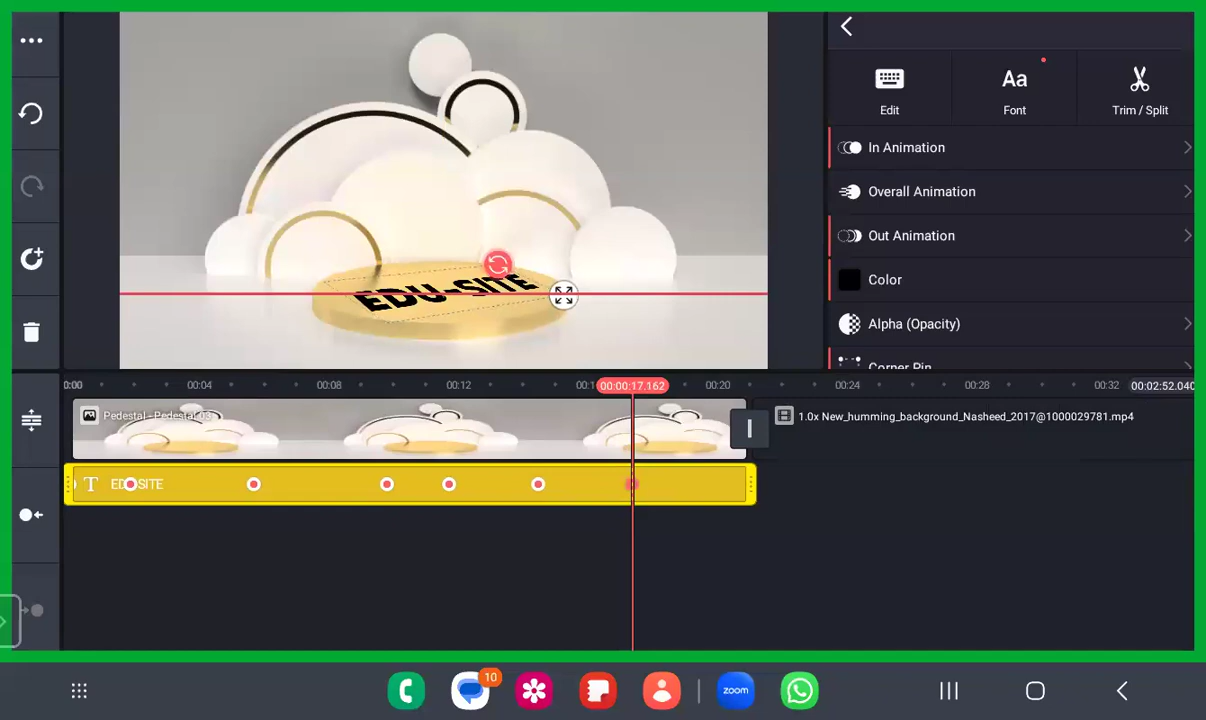 Edit
Font
Trim / Split
Aa
In Animation
Overall Animation
Out Animation
Color
Alpha (Opacity)
Corner Pin
EDU-SITE
0:00
00:04
00:08
00:12
00:00:17.162
00:20
00:24
00:28
00:32
00:02:52.040
Pedestal - Pedestal 03
1.0x New_humming_background_Nasheed_2017@1000029781.mp4
T EDU-SITE
10
zoom